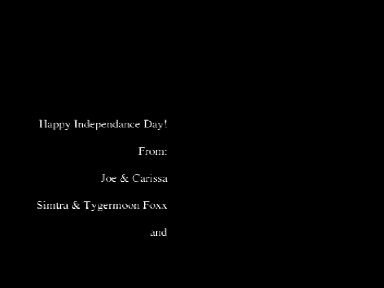 Happy Independance Day!
From:
Joe & Carissa
Simtra & Tygermoon Foxx
and